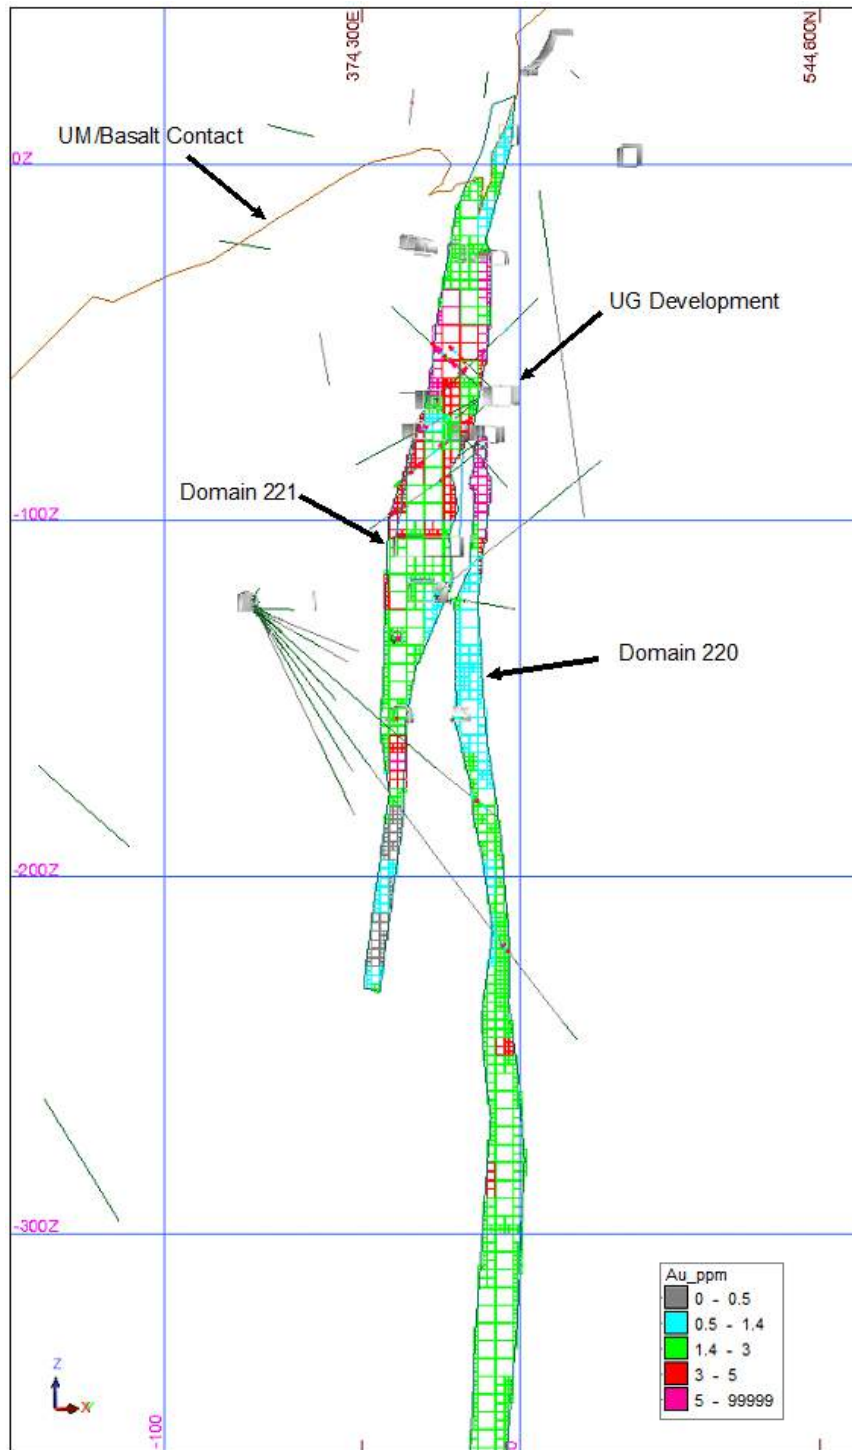 374,300E
544,800N
UM/Basalt Contact
0Z
UG Development
-100Z
Domain 221
Domain 220
-200Z
-300Z
Au_ppm
0 - 0.5
0.5 - 1.4
1.4 - 3
3 - 5
5 - 99999
Z
X
-100
0